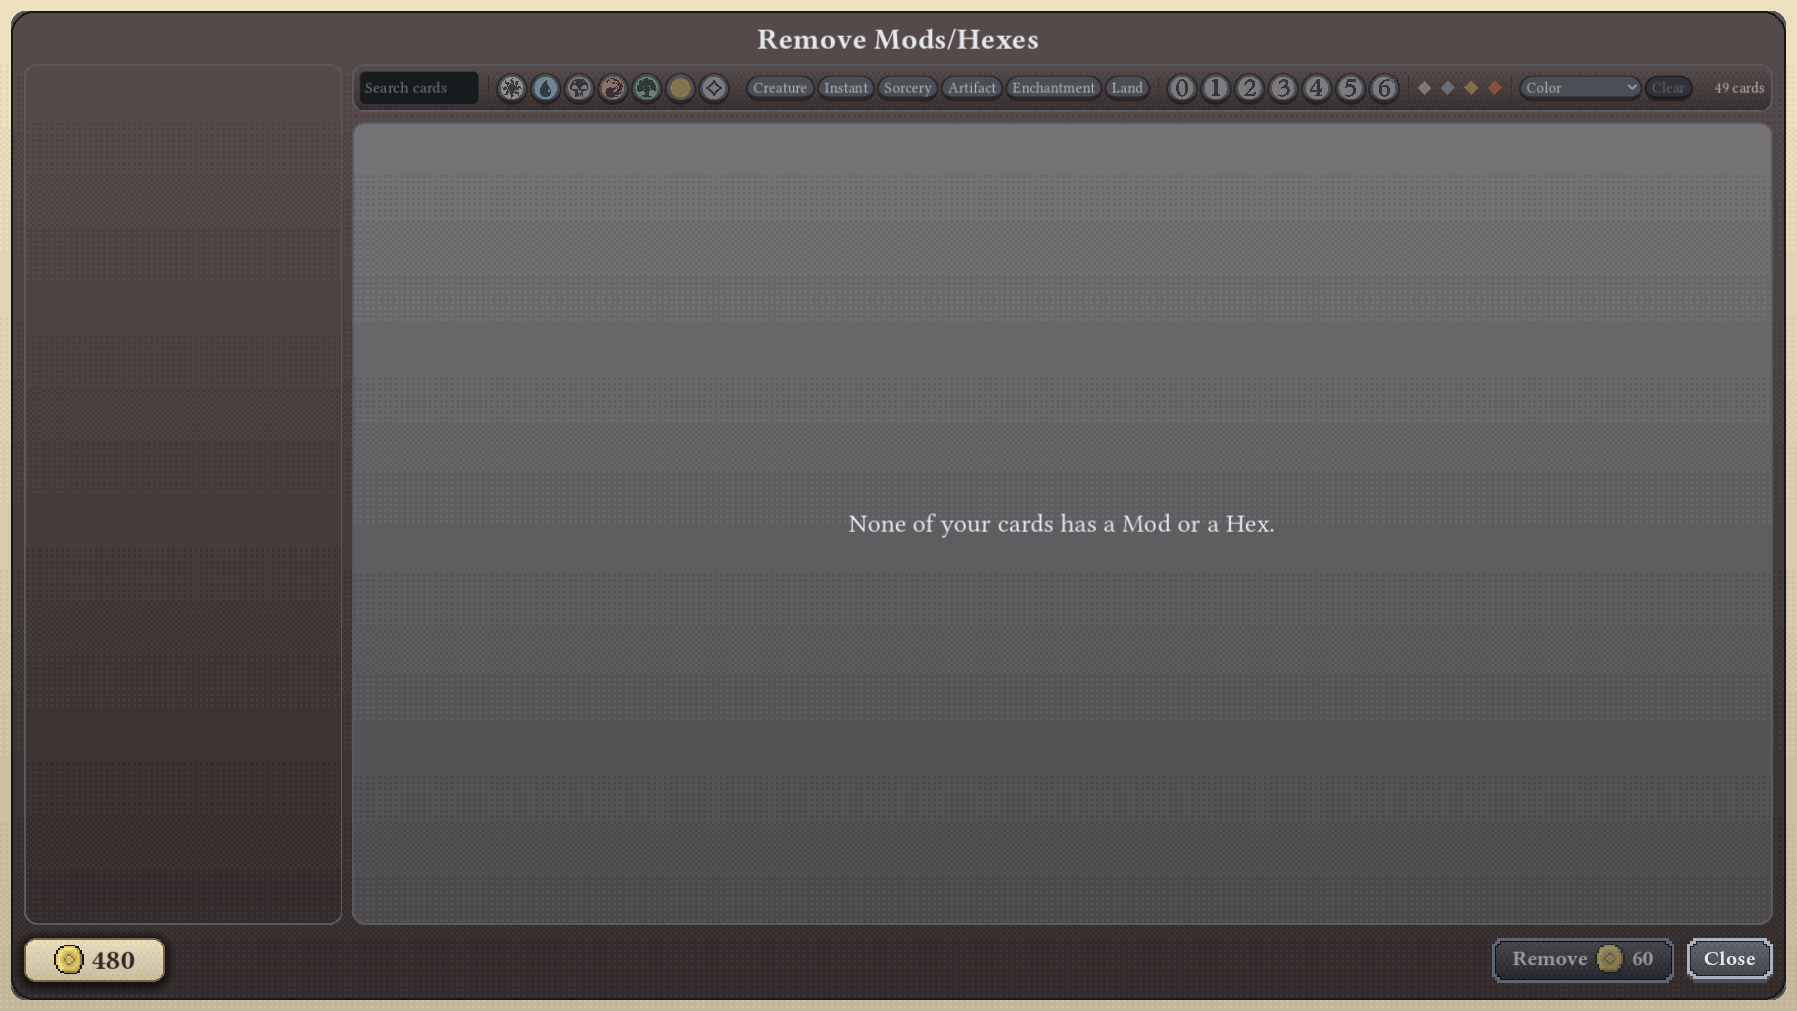 Remove Mods/Hexes
Search cards
Creature Instant Sorcery Artifact Enchantment Land 0 1 2 3 4 5 6+ Color Clear 49 cards
None of your cards has a Mod or a Hex.
480
Remove 60 Close